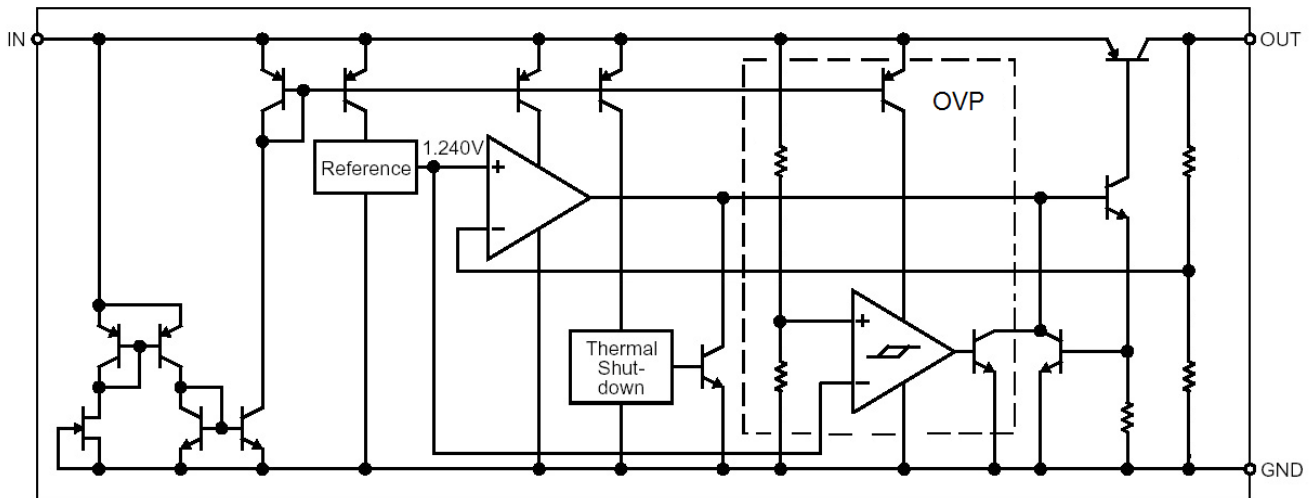 IN
OUT
OVP
1.240V
Reference
+
−
+
−
Thermal
Shut-
down
GND